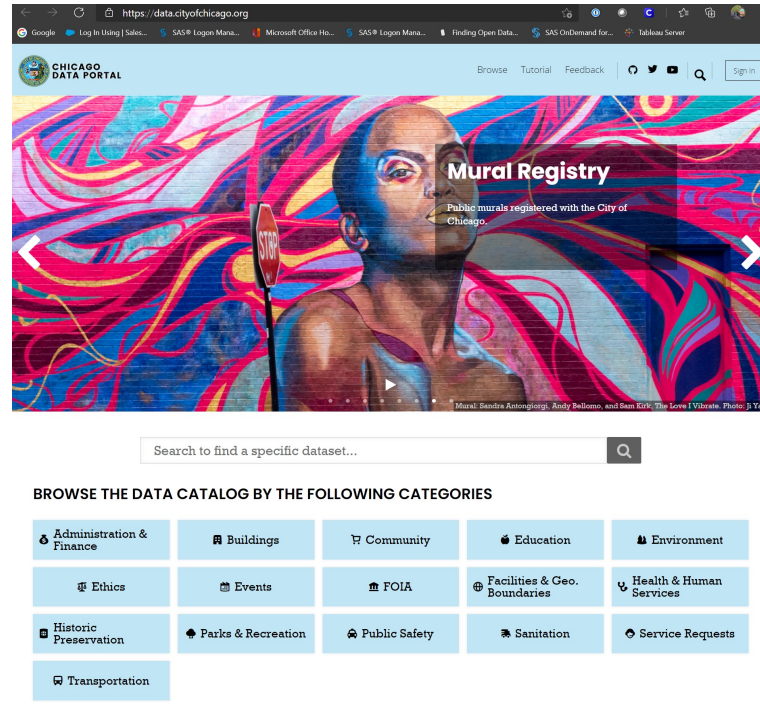 https://data.cityofchicago.org
Google
Log In Using | Sales...
SAS® Logon Mana...
Microsoft Office Ho...
SAS® Logon Mana...
Finding Open Data...
SAS OnDemand for...
Tableau Server
CHICAGO
DATA PORTAL
Browse
Tutorial
Feedback
Sign In
Mural Registry
Public murals registered with the City of
Chicago.
STOP
Mural: Sandra Antongiorgi, Andy Bellomo, and Sam Kirk, The Love I Vibrate. Photo: Ji
Search to find a specific dataset...
BROWSE THE DATA CATALOG BY THE FOLLOWING CATEGORIES
Administration &
Finance
Buildings
Community
Education
Environment
Ethics
Events
FOIA
Facilities & Geo.
Boundaries
Health & Human
Services
Historic
Preservation
Parks & Recreation
Public Safety
Sanitation
Service Requests
Transportation